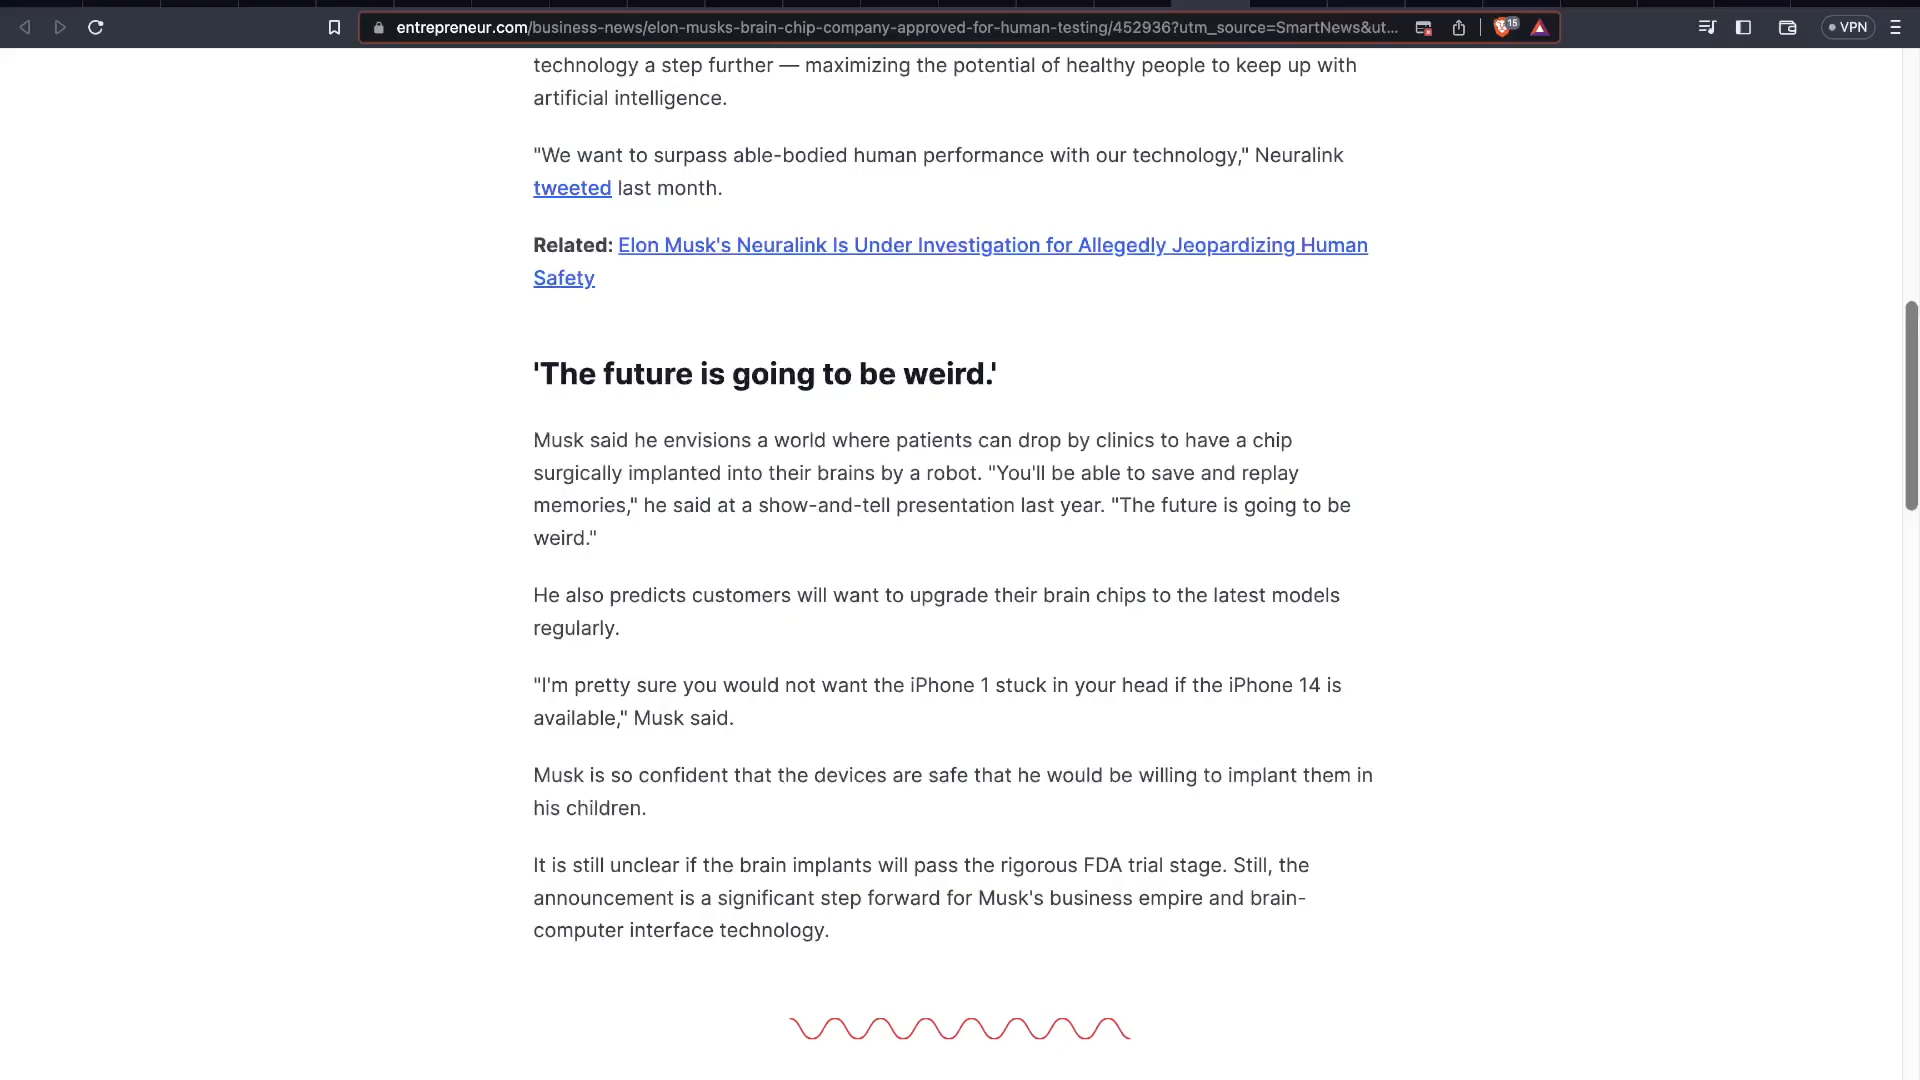 entrepreneur.com/business-news/elon-musks-brain-chip-company-approved-for-human-testing/452936?utm_source=SmartNews&ut...
15
VPN
technology a step further — maximizing the potential of healthy people to keep up with
artificial intelligence.
"We want to surpass able-bodied human performance with our technology," Neuralink
tweeted last month.
Related: Elon Musk's Neuralink Is Under Investigation for Allegedly Jeopardizing Human
Safety
'The future is going to be weird.'
Musk said he envisions a world where patients can drop by clinics to have a chip
surgically implanted into their brains by a robot. "You'll be able to save and replay
memories," he said at a show-and-tell presentation last year. "The future is going to be
weird."
He also predicts customers will want to upgrade their brain chips to the latest models
regularly.
"I'm pretty sure you would not want the iPhone 1 stuck in your head if the iPhone 14 is
available," Musk said.
Musk is so confident that the devices are safe that he would be willing to implant them in
his children.
It is still unclear if the brain implants will pass the rigorous FDA trial stage. Still, the
announcement is a significant step forward for Musk's business empire and brain-
computer interface technology.